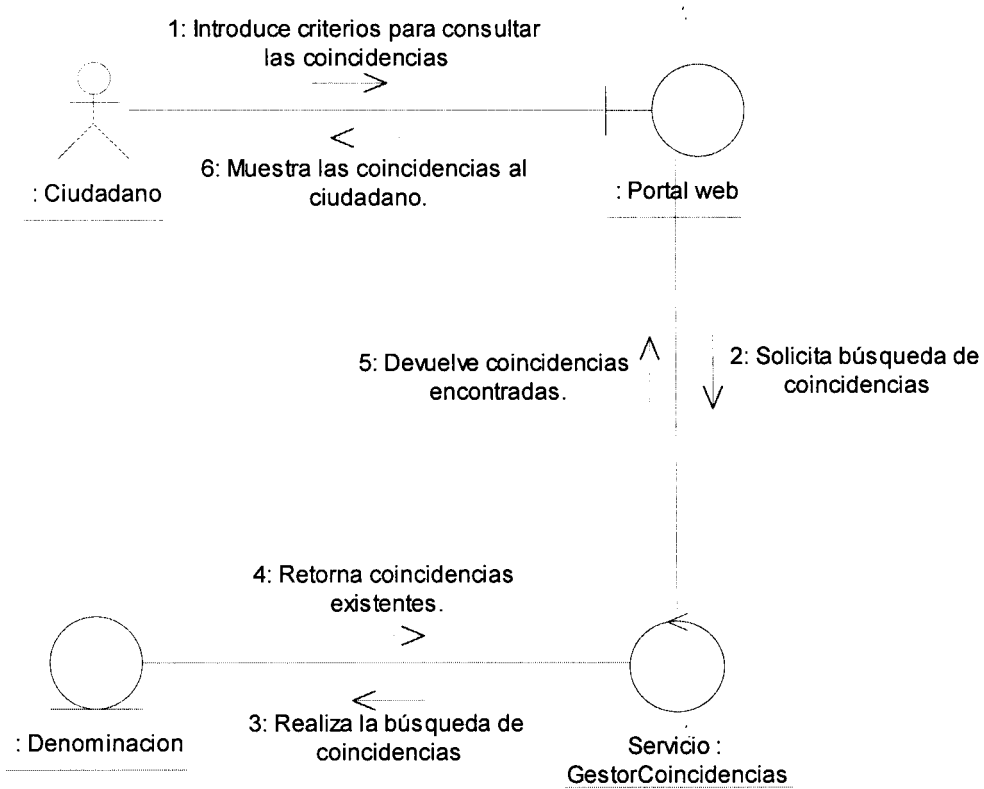 1: Introduce criterios para consultar
las coincidencias
6: Muestra las coincidencias al
ciudadano.
: Ciudadano
: Portal web
5: Devuelve coincidencias
encontradas.
2: Solicita búsqueda de
coincidencias
4: Retorna coincidencias
existentes.
3: Realiza la búsqueda de
coincidencias
: Denominacion
Servicio :
GestorCoincidencias